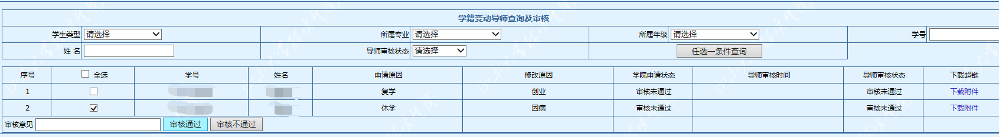 学籍变动导师查询及审核
学生类型 请选择 所属专业 请选择 所属年级 请选择 学号
姓 名 导师审核状态 请选择 任选一条件查询
序号 全选 学号 姓名 申请原因 修改原因 学院申请状态 导师审核时间 导师审核状态 下载超链
1 复学 创业 审核未通过 审核未通过 下载附件
2 休学 因病 审核未通过 审核未通过 下载附件
审核意见 审核通过 审核不通过